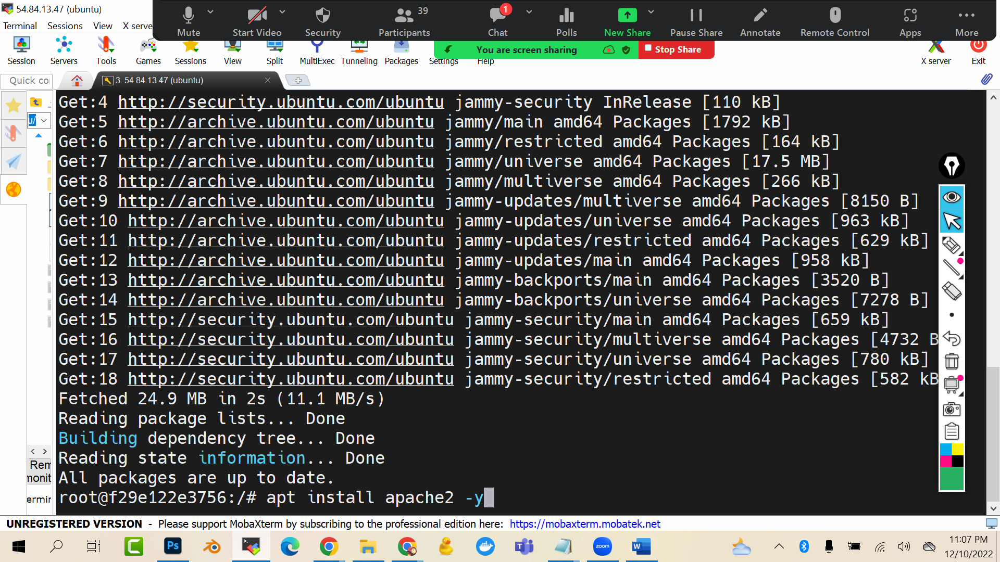 54.84.13.47 (ubuntu)
Terminal Sessions View X serve
Mute
Start Video
Security
39
Participants
1
Chat
Polls
New Share
Pause Share
Annotate
Remote Control
Apps
More
You are screen sharing
Stop Share
Session
Servers
Tools
Games
Sessions
View
Split
MultiExec
Tunneling
Packages
Settings
Help
X server
Exit
Quick co
3. 54.84.13.47 (ubuntu)
u/
Get:4 http://security.ubuntu.com/ubuntu jammy-security InRelease [110 kB]
Get:5 http://archive.ubuntu.com/ubuntu jammy/main amd64 Packages [1792 kB]
Get:6 http://archive.ubuntu.com/ubuntu jammy/restricted amd64 Packages [164 kB]
Get:7 http://archive.ubuntu.com/ubuntu jammy/universe amd64 Packages [17.5 MB]
Get:8 http://archive.ubuntu.com/ubuntu jammy/multiverse amd64 Packages [266 kB]
Get:9 http://archive.ubuntu.com/ubuntu jammy-updates/multiverse amd64 Packages [8150 B]
Get:10 http://archive.ubuntu.com/ubuntu jammy-updates/universe amd64 Packages [963 kB]
Get:11 http://archive.ubuntu.com/ubuntu jammy-updates/restricted amd64 Packages [629 kB]
Get:12 http://archive.ubuntu.com/ubuntu jammy-updates/main amd64 Packages [958 kB]
Get:13 http://archive.ubuntu.com/ubuntu jammy-backports/main amd64 Packages [3520 B]
Get:14 http://archive.ubuntu.com/ubuntu jammy-backports/universe amd64 Packages [7278 B]
Get:15 http://security.ubuntu.com/ubuntu jammy-security/main amd64 Packages [659 kB]
Get:16 http://security.ubuntu.com/ubuntu jammy-security/multiverse amd64 Packages [4732 B
Get:17 http://security.ubuntu.com/ubuntu jammy-security/universe amd64 Packages [780 kB]
Get:18 http://security.ubuntu.com/ubuntu jammy-security/restricted amd64 Packages [582 kB
Fetched 24.9 MB in 2s (11.1 MB/s)
Reading package lists... Done
Building dependency tree... Done
Reading state information... Done
All packages are up to date.
root@f29e122e3756:/# apt install apache2 -y
Rem
monit
ermin
UNREGISTERED VERSION - Please support MobaXterm by subscribing to the professional edition here: https://mobaxterm.mobatek.net
Ps
zoom
W
11:07 PM
12/10/2022